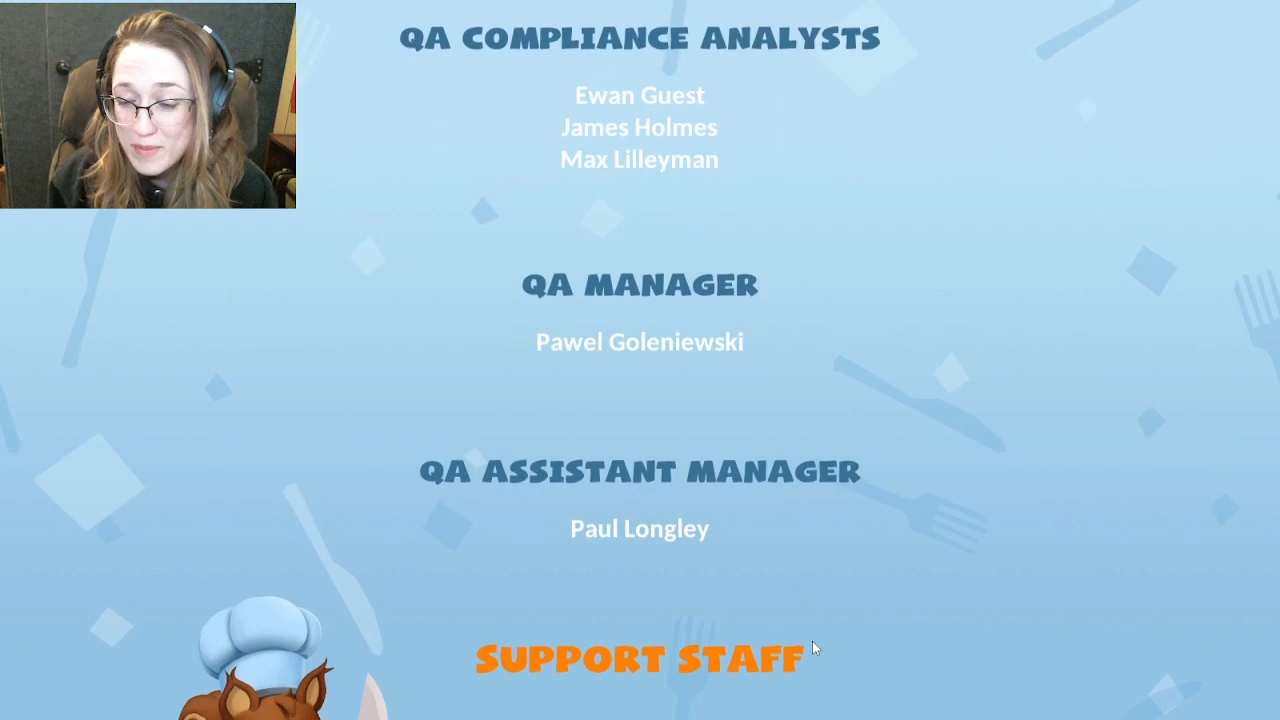 QA COMPLIANCE ANALYSTS
Ewan Guest
James Holmes
Max Lilleyman
QA MANAGER
Pawel Goleniewski
QA ASSISTANT MANAGER
Paul Longley
SUPPORT STAFF